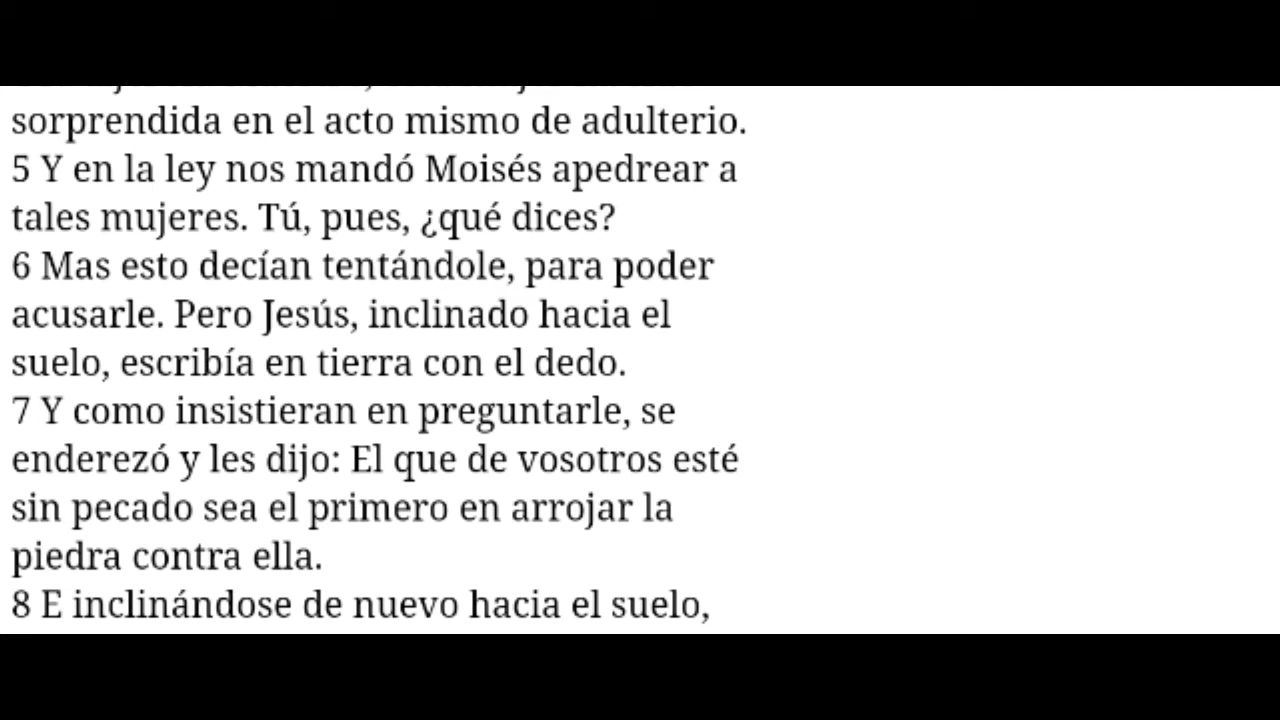 sorprendida en el acto mismo de adulterio.
5 Y en la ley nos mandó Moisés apedrear a
tales mujeres. Tú, pues, ¿qué dices?
6 Mas esto decían tentándole, para poder
acusarle. Pero Jesús, inclinado hacia el
suelo, escribía en tierra con el dedo.
7 Y como insistieran en preguntarle, se
enderezó y les dijo: El que de vosotros esté
sin pecado sea el primero en arrojar la
piedra contra ella.
8 E inclinándose de nuevo hacia el suelo,